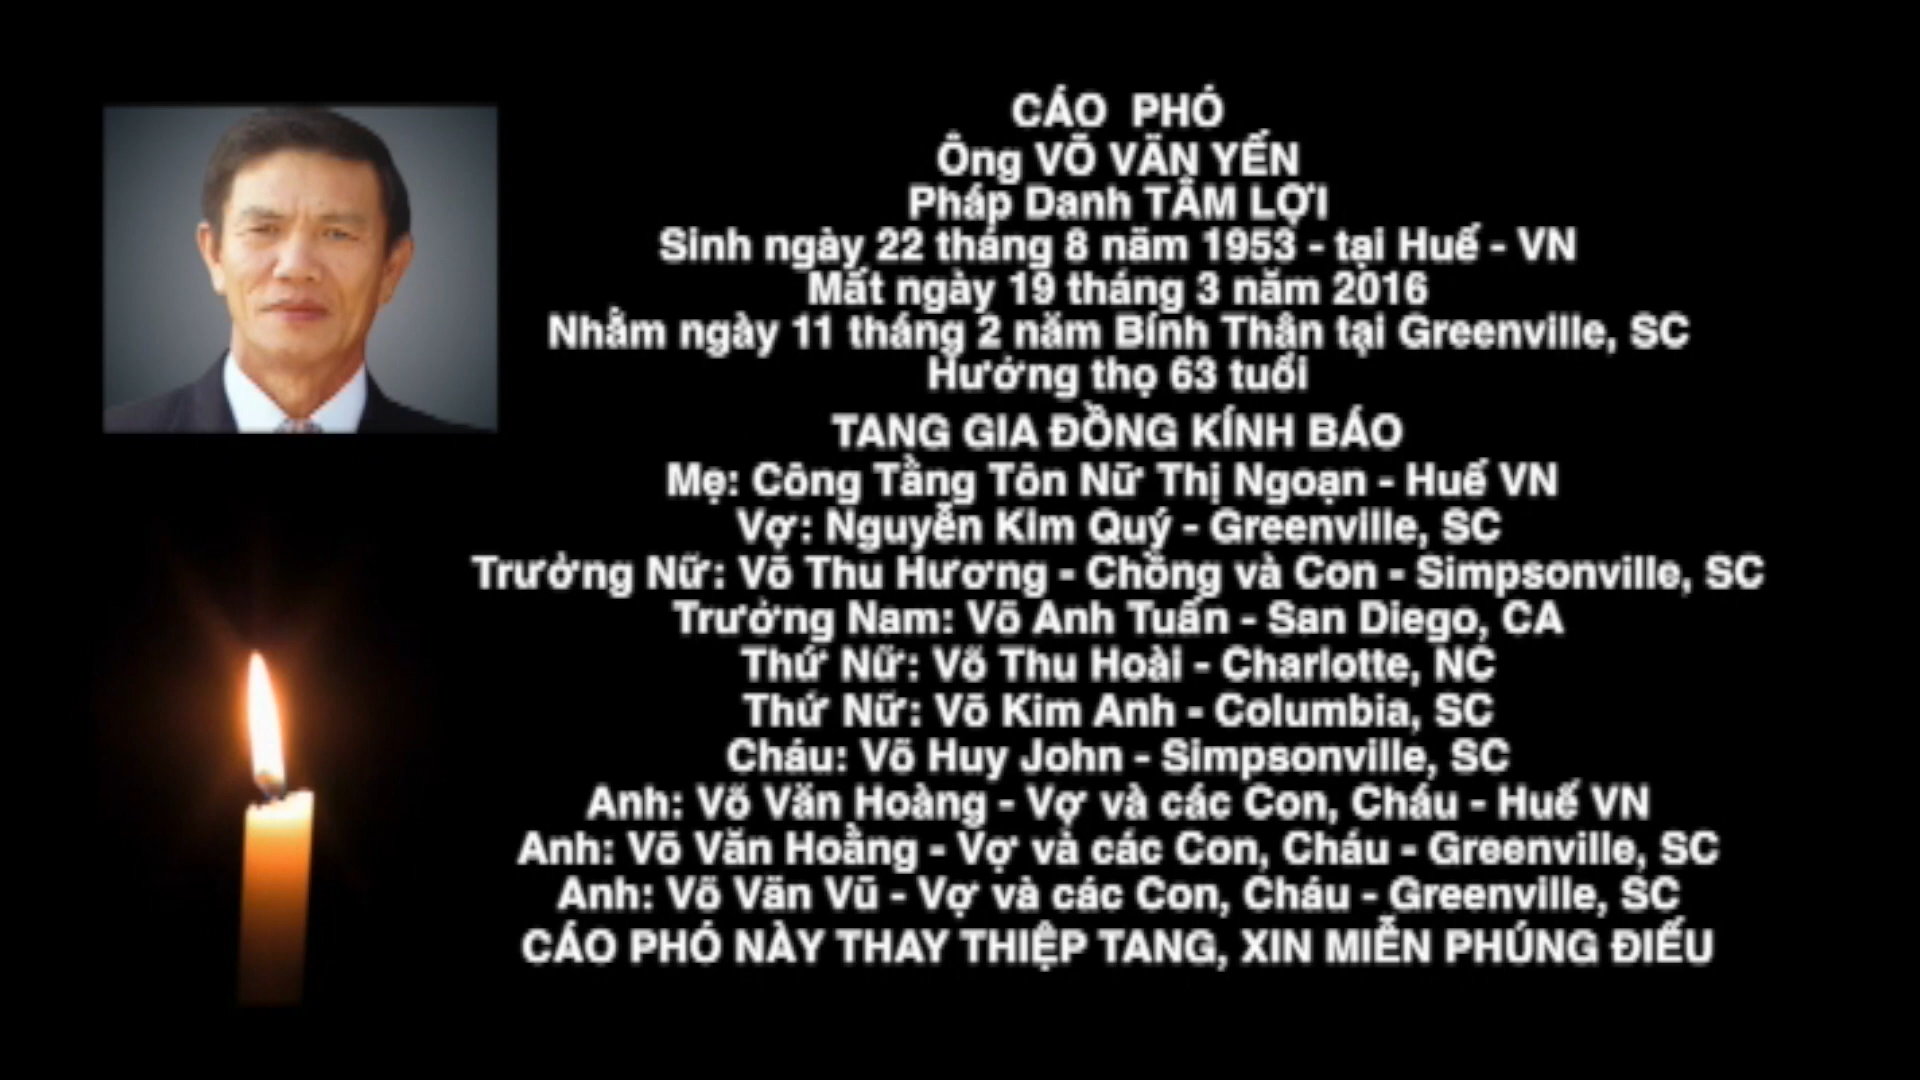 CÁO PHÓ
Ông VÕ VĂN YẾN
Pháp Danh TÂM LỢI
Sinh ngày 22 tháng 8 năm 1953 - tại Huế - VN
Mất ngày 19 tháng 3 năm 2016
Nhằm ngày 11 tháng 2 năm Bính Thân tại Greenville, SC
Hưởng thọ 63 tuổi
TANG GIA ĐỒNG KÍNH BÁO
Mẹ: Công Tằng Tôn Nữ Thị Ngoạn - Huế VN
Vợ: Nguyễn Kim Quý - Greenville, SC
Trưởng Nữ: Võ Thu Hương - Chồng và Con - Simpsonville, SC
Trưởng Nam: Võ Anh Tuấn - San Diego, CA
Thứ Nữ: Võ Thu Hoài - Charlotte, NC
Thứ Nữ: Võ Kim Anh - Columbia, SC
Cháu: Võ Huy John - Simpsonville, SC
Anh: Võ Văn Hoàng - Vợ và các Con, Cháu - Huế VN
Anh: Võ Văn Hoằng - Vợ và các Con, Cháu - Greenville, SC
Anh: Võ Văn Vũ - Vợ và các Con, Cháu - Greenville, SC
CÁO PHÓ NÀY THAY THIỆP TANG, XIN MIỄN PHÚNG ĐIẾU